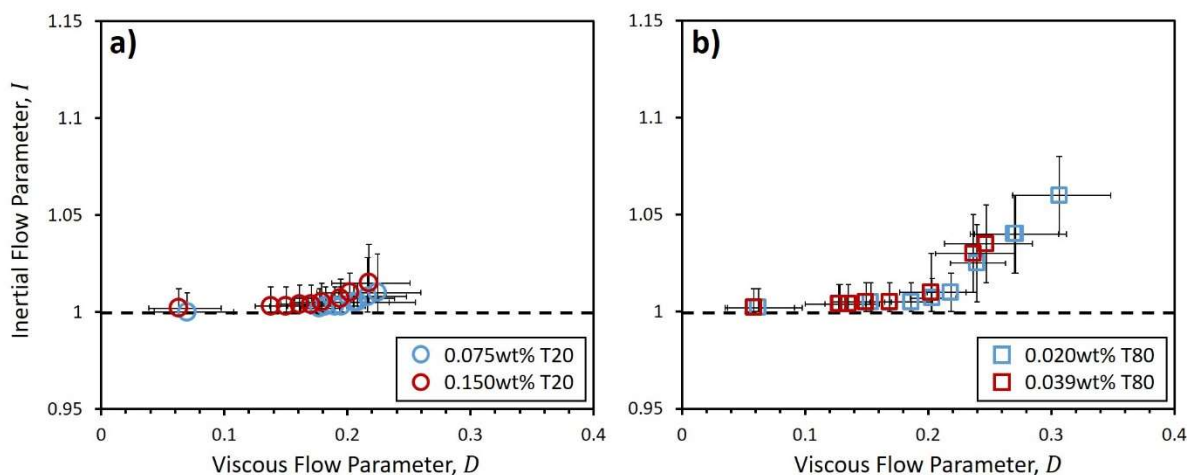 a)
Inertial Flow Parameter, I
1.15
1.1
1.05
1
0.95
0
0.1
0.2
0.3
0.4
Viscous Flow Parameter, D
0.075wt% T20
0.150wt% T20
b)
1.15
1.1
1.05
1
0.95
0
0.1
0.2
0.3
0.4
Viscous Flow Parameter, D
0.020wt% T80
0.039wt% T80